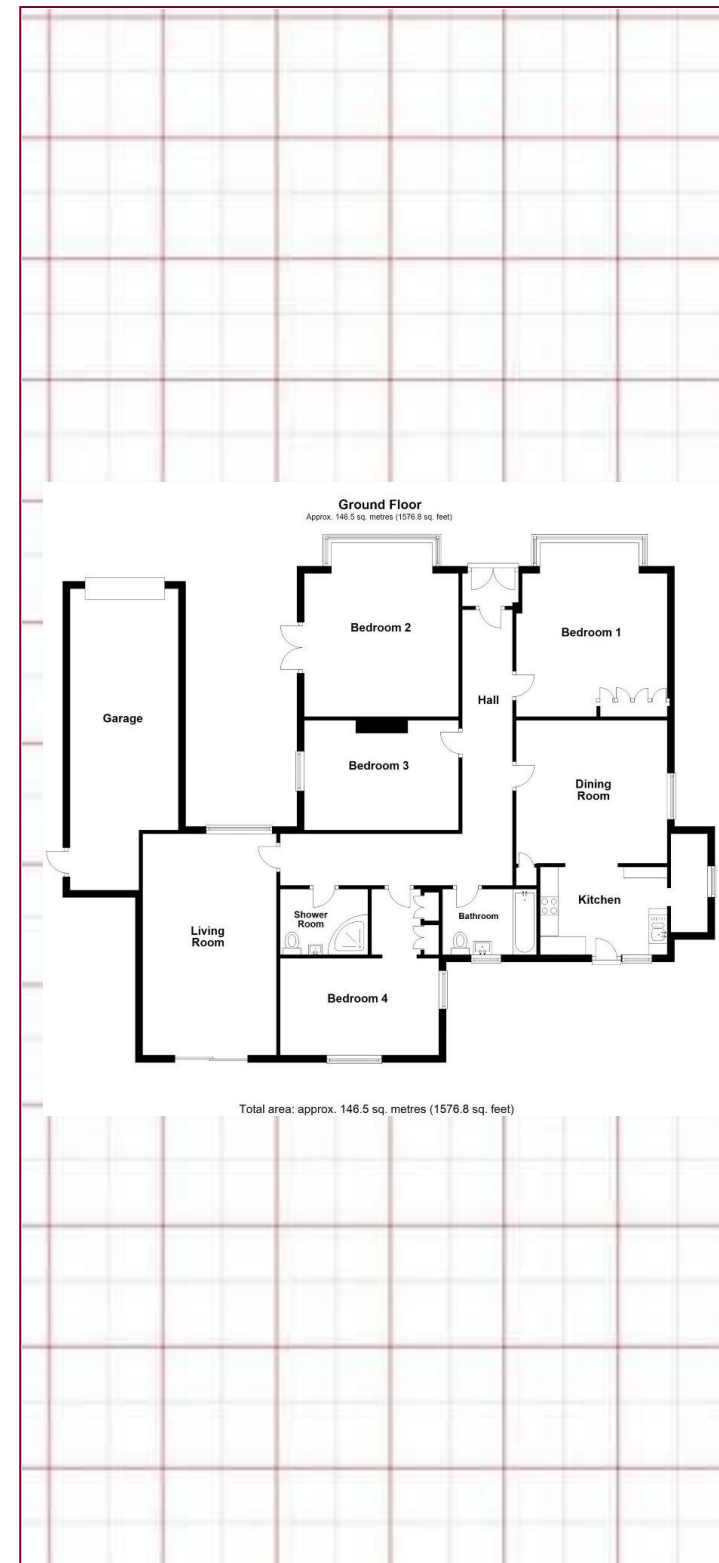 Ground Floor
Approx. 146.5 sq. metres (1576.8 sq. feet)
Bedroom 2
Bedroom 1
Hall
Garage
Bedroom 3
Dining
Room
Kitchen
Shower
Room
Bathroom
Living
Room
Bedroom 4
Total area: approx. 146.5 sq. metres (1576.8 sq. feet)